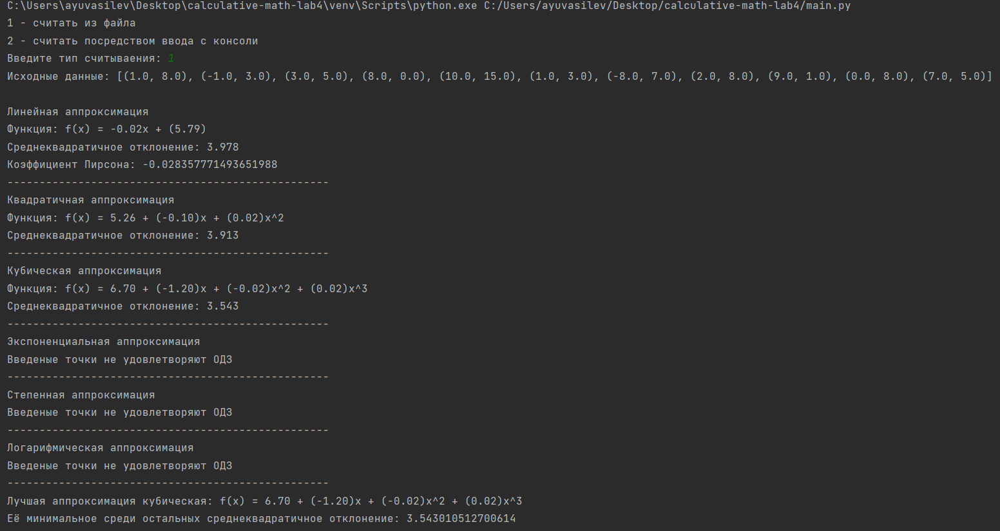 C:\Users\ayuvasilev\Desktop\calculative-math-lab4\venv\Scripts\python.exe C:/Users/ayuvasilev/Desktop/calculative-math-lab4/main.py
1 - считать из файла
2 - считать посредством ввода с консоли
Введите тип считываения: 1
Исходные данные: [(1.0, 8.0), (-1.0, 3.0), (3.0, 5.0), (8.0, 0.0), (10.0, 15.0), (1.0, 3.0), (-8.0, 7.0), (2.0, 8.0), (9.0, 1.0), (0.0, 8.0), (7.0, 5.0)]
Линейная аппроксимация
Функция: f(x) = -0.02x + (5.79)
Среднеквадратичное отклонение: 3.978
Коэффициент Пирсона: -0.028357771493651988
--------------------------------------------------
Квадратичная аппроксимация
Функция: f(x) = 5.26 + (-0.10)x + (0.02)x^2
Среднеквадратичное отклонение: 3.913
--------------------------------------------------
Кубическая аппроксимация
Функция: f(x) = 6.70 + (-1.20)x + (-0.02)x^2 + (0.02)x^3
Среднеквадратичное отклонение: 3.543
--------------------------------------------------
Экспоненциальная аппроксимация
Введеные точки не удовлетворяют ОДЗ
--------------------------------------------------
Степенная аппроксимация
Введеные точки не удовлетворяют ОДЗ
--------------------------------------------------
Логарифмическая аппроксимация
Введеные точки не удовлетворяют ОДЗ
--------------------------------------------------
Лучшая аппроксимация кубическая: f(x) = 6.70 + (-1.20)x + (-0.02)x^2 + (0.02)x^3
Её минимальное среди остальных среднеквадратичное отклонение: 3.543010512700614